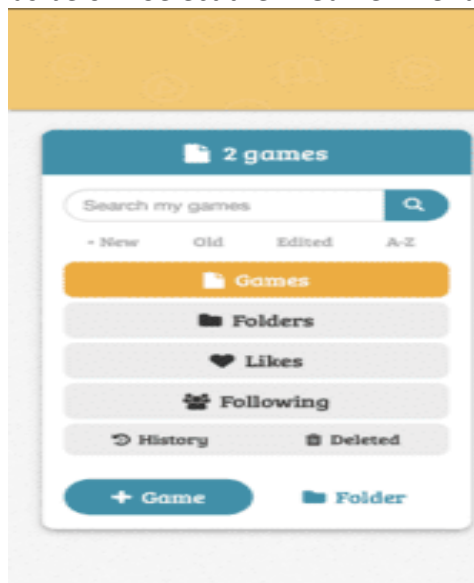 2 games
Search my games
- New Old Edited A-Z
Games
Folders
Likes
Following
History Deleted
+ Game Folder